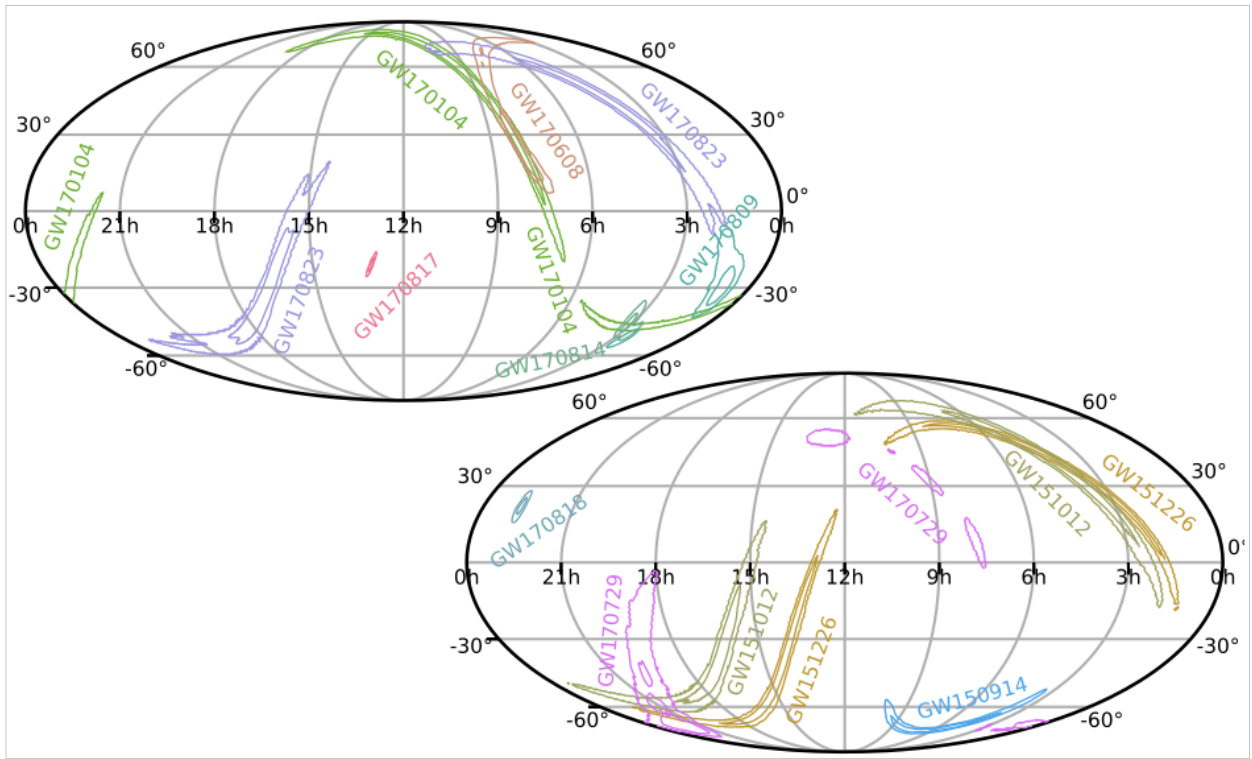 60°
60°
GW170104
GW170823
GW170608
30°
30°
GW170104
0°
GW170809
0h
21h
18h
15h
12h
9h
6h
3h
0h
GW170823
GW170817
GW170104
-30°
-30°
GW170814
-60°
-60°
60°
60°
GW151226
GW151012
GW170729
30°
30°
GW170818
0°
0h
21h
18h
15h
12h
9h
6h
3h
0h
GW170729
GW151012
GW151226
-30°
-30°
GW150914
-60°
-60°